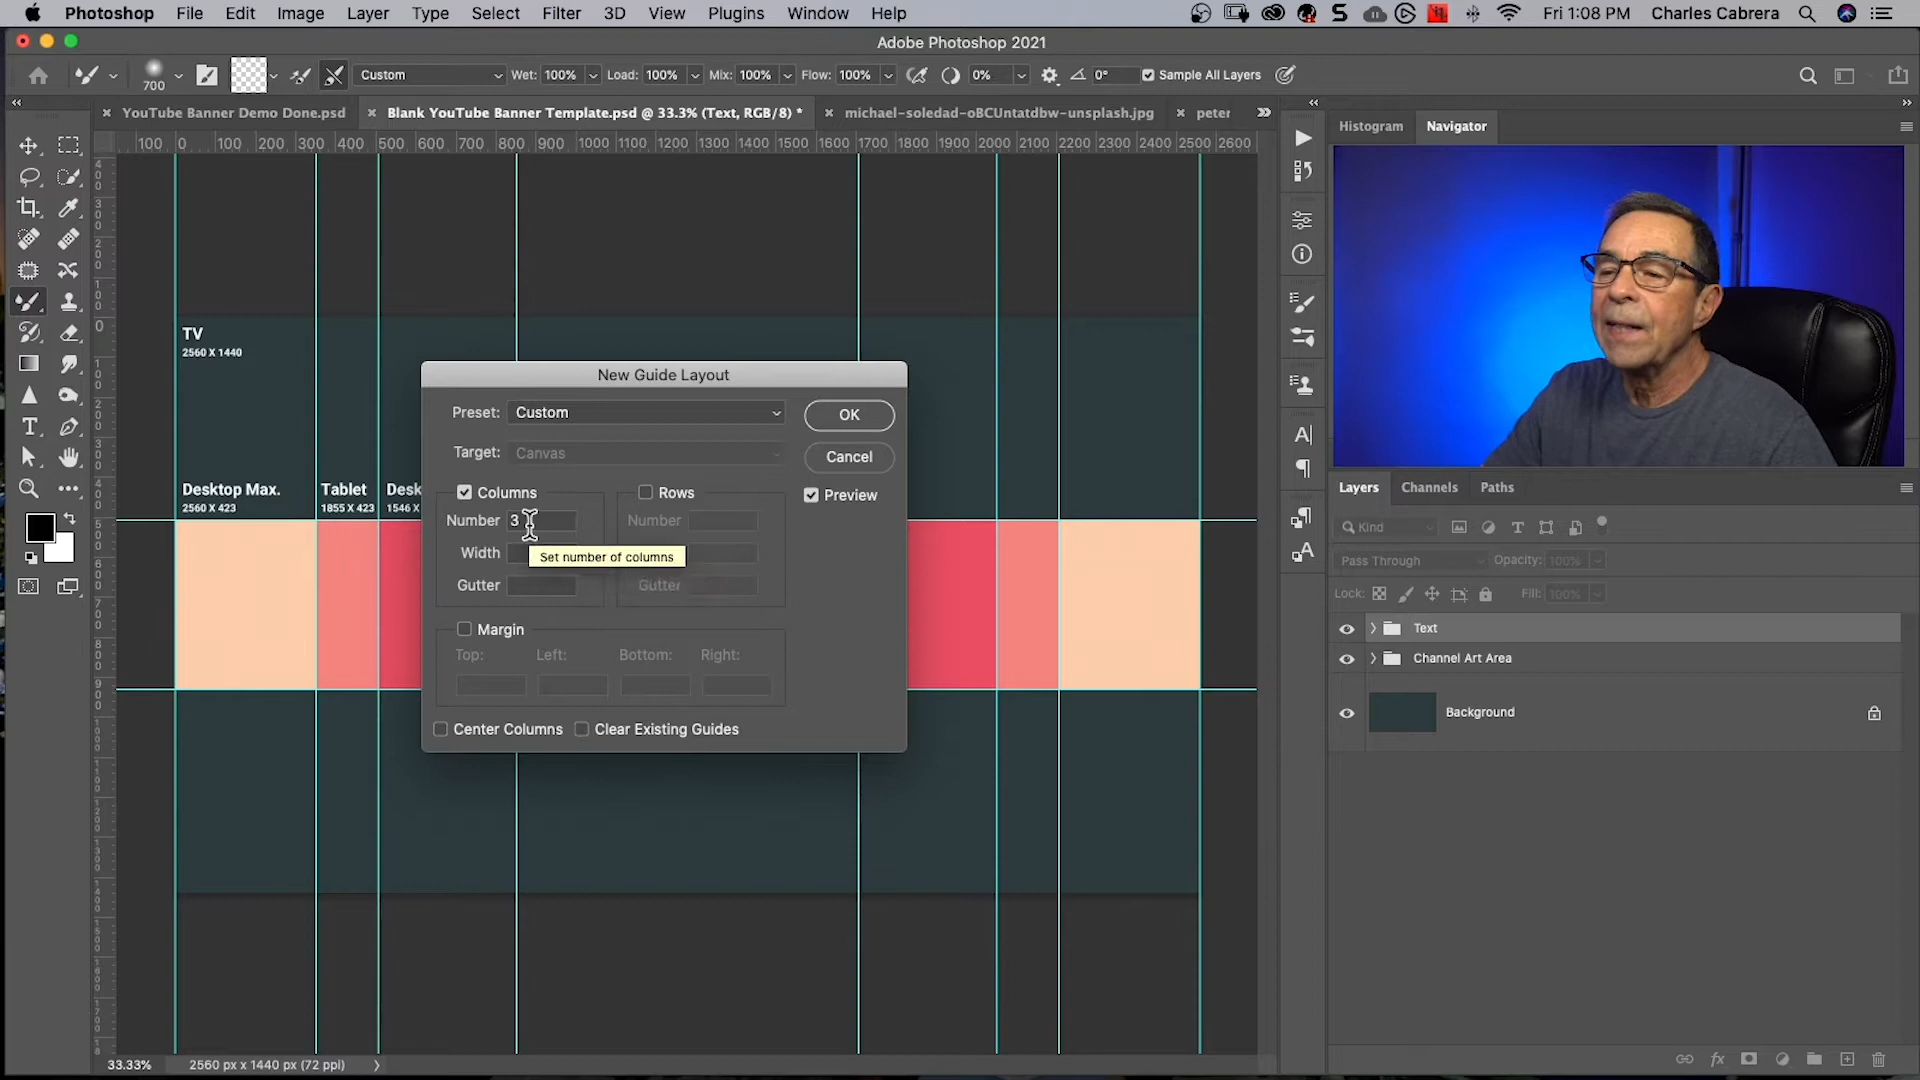 Photoshop File Edit Image Layer Type Select Filter 3D View Plugins Window Help Fri 1:08 PM Charles Cabrera
Adobe Photoshop 2021
700 Custom Wet: 100% Load: 100% Mix: 100% Flow: 100% 0% 0° Sample All Layers
YouTube Banner Demo Done.psd Blank YouTube Banner Template.psd @ 33.3% (Text, RGB/8) * michael-soledad-oBCUntatdbw-unsplash.jpg peter
100 0 100 200 300 400 500 600 700 800 900 1000 1100 1200 1300 1400 1500 1600 1700 1800 1900 2000 2100 2200 2300 2400 2500 2600
Histogram Navigator
TV
2560 X 1440
New Guide Layout
Preset: Custom OK
Target: Canvas Cancel
Columns Rows Preview
Number 3 Number
Set number of columns
Width
Gutter Gutter
Margin
Top: Left: Bottom: Right:
Center Columns Clear Existing Guides
Desktop Max. Tablet Desk
2560 X 423 1855 X 423 1546 X
Layers Channels Paths
Kind
Pass Through Opacity: 100%
Lock: Fill: 100%
Text
Channel Art Area
Background
33.33% 2560 px x 1440 px (72 ppi)